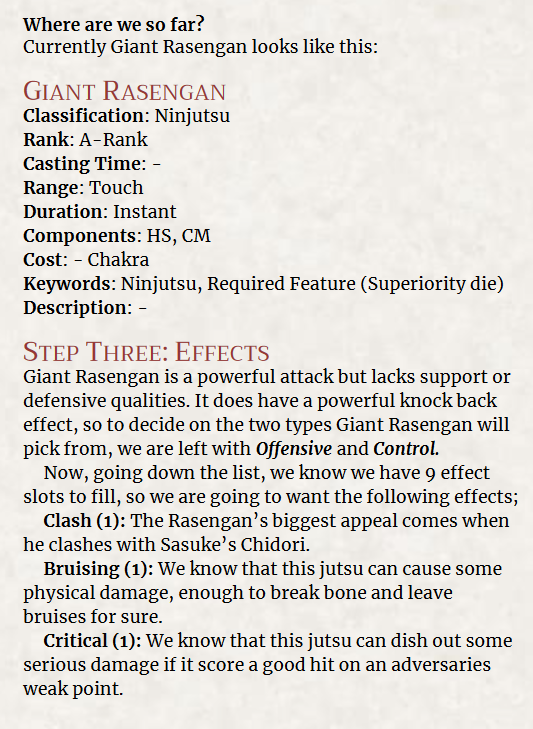 Where are we so far?
Currently Giant Rasengan looks like this:
GIANT RASENGAN
Classification: Ninjutsu
Rank: A-Rank
Casting Time: -
Range: Touch
Duration: Instant
Components: HS, CM
Cost: - Chakra
Keywords: Ninjutsu, Required Feature (Superiority die)
Description: -
STEP THREE: EFFECTS
Giant Rasengan is a powerful attack but lacks support or
defensive qualities. It does have a powerful knock back
effect, so to decide on the two types Giant Rasengan will
pick from, we are left with Offensive and Control.
Now, going down the list, we know we have 9 effect
slots to fill, so we are going to want the following effects;
Clash (1): The Rasengan's biggest appeal comes when
he clashes with Sasuke's Chidori.
Bruising (1): We know that this jutsu can cause some
physical damage, enough to break bone and leave
bruises for sure.
Critical (1): We know that this jutsu can dish out some
serious damage if it score a good hit on an adversaries
weak point.